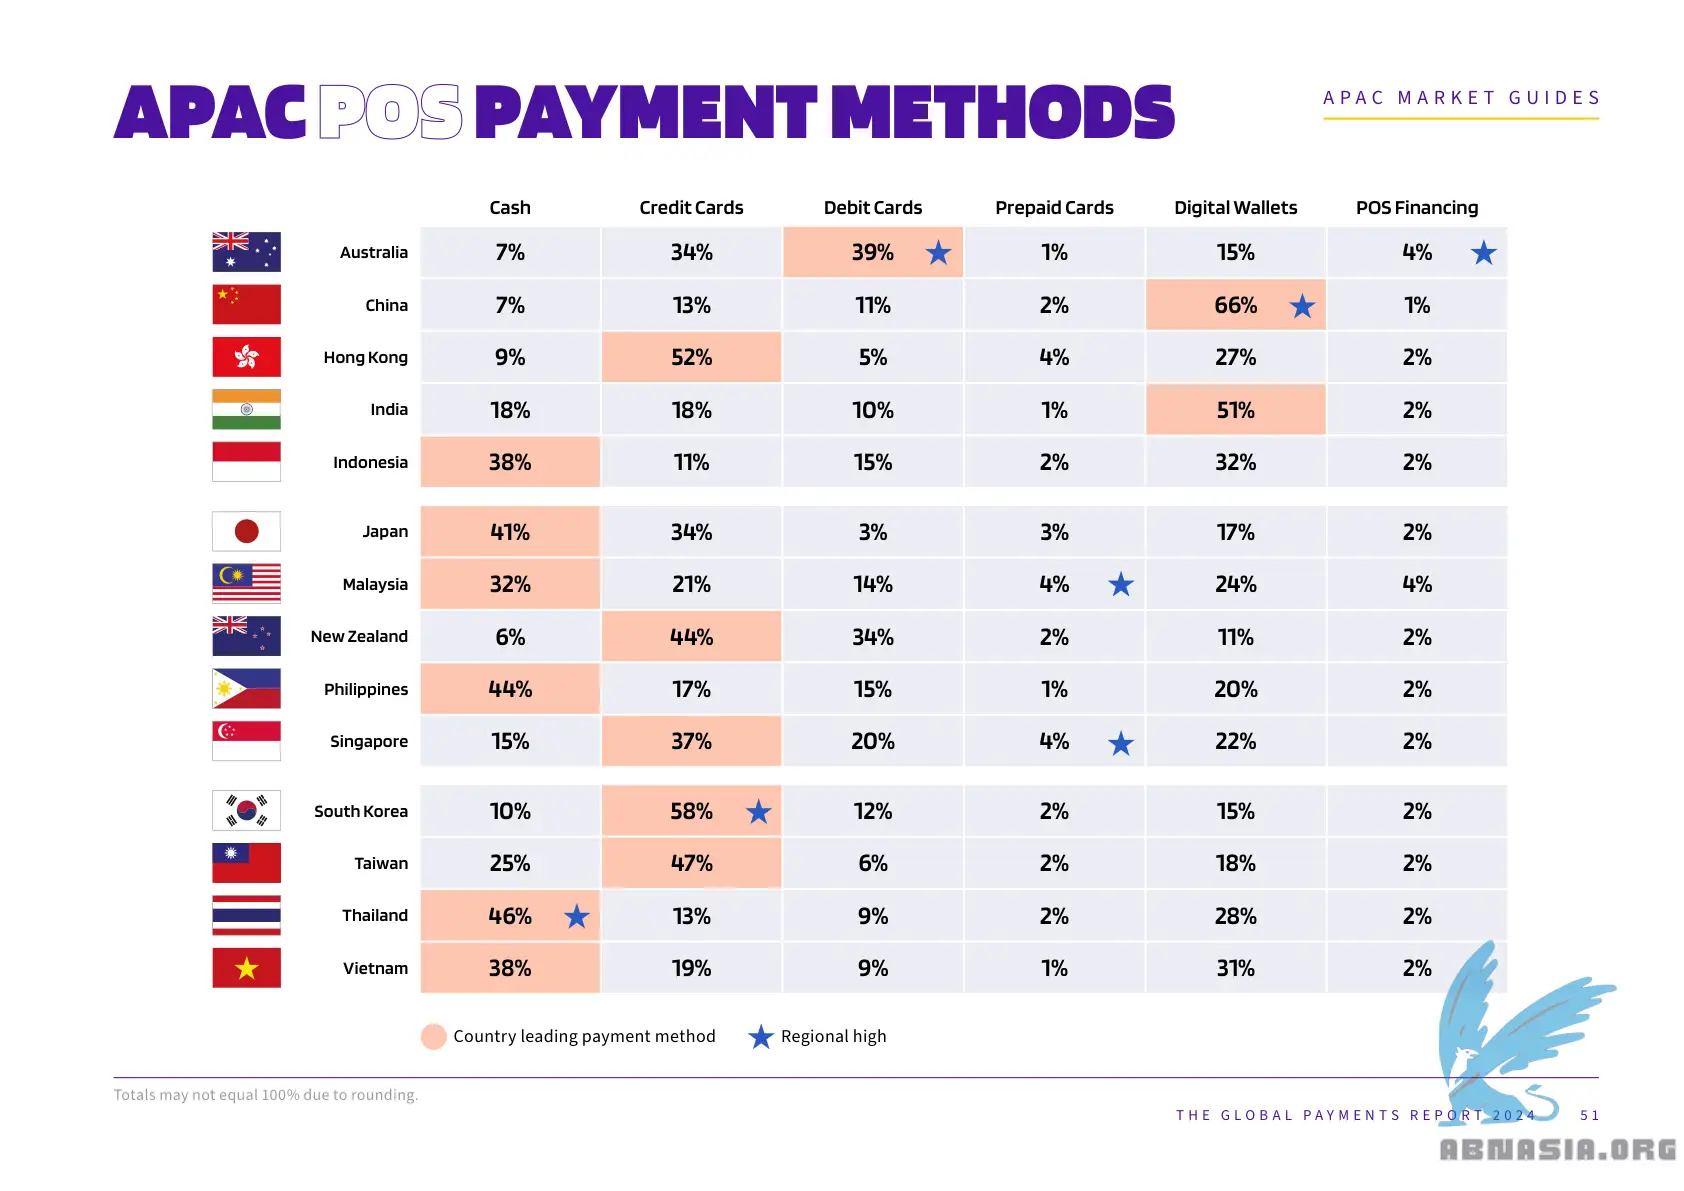 APAC POS PAYMENT METHODS
APAC MARKET GUIDES
Cash Credit Cards Debit Cards Prepaid Cards Digital Wallets POS Financing
Australia 7% 34% 39% 1% 15% 4%
China 7% 13% 11% 2% 66% 1%
Hong Kong 9% 52% 5% 4% 27% 2%
India 18% 18% 10% 1% 51% 2%
Indonesia 38% 11% 15% 2% 32% 2%
Japan 41% 34% 3% 3% 17% 2%
Malaysia 32% 21% 14% 4% 24% 4%
New Zealand 6% 44% 34% 2% 11% 2%
Philippines 44% 17% 15% 1% 20% 2%
Singapore 15% 37% 20% 4% 22% 2%
South Korea 10% 58% 12% 2% 15% 2%
Taiwan 25% 47% 6% 2% 18% 2%
Thailand 46% 13% 9% 2% 28% 2%
Vietnam 38% 19% 9% 1% 31% 2%
Country leading payment method Regional high
Totals may not equal 100% due to rounding.
THE GLOBAL PAYMENTS REPORT 2024 51
ABNASIA.ORG